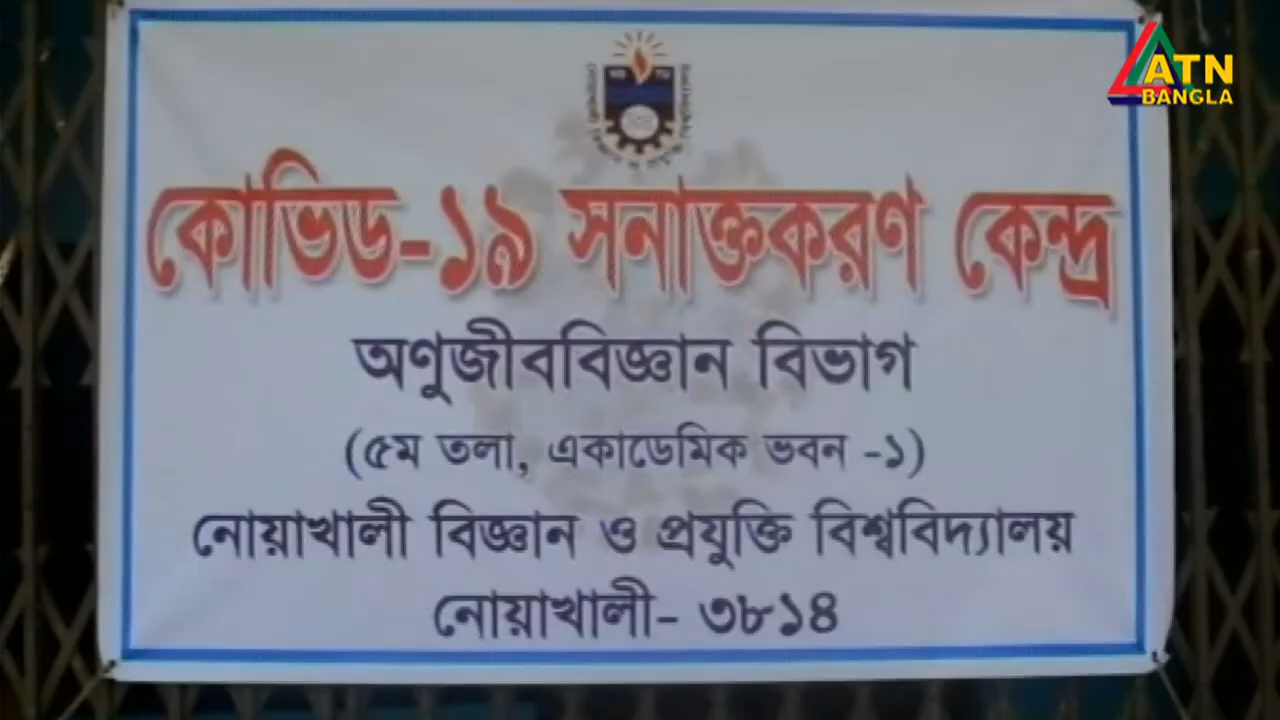 ATN
BANGLA
কোভিড-১৯ সনাক্তকরণ কেন্দ্র
অণুজীববিজ্ঞান বিভাগ
(৫ম তলা, একাডেমিক ভবন -১)
নোয়াখালী বিজ্ঞান ও প্রযুক্তি বিশ্ববিদ্যালয়
নোয়াখালী- ৩৮১৪